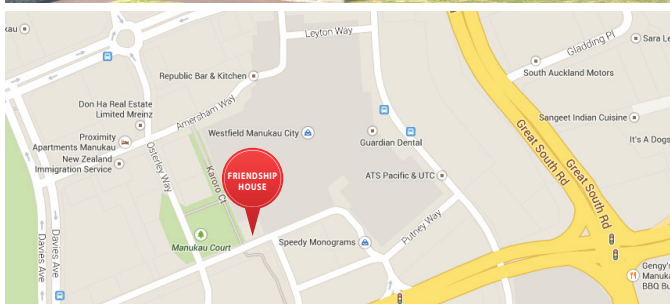 kau
Leyton Way
Gladding Pl
Sara Le
Republic Bar & Kitchen
South Auckland Motors
Don Ha Real Estate
Limited Mreinz
Amersham Way
Great South Rd
Sangeet Indian Cuisine
Proximity
Apartments Manukau
Westfield Manukau City
Guardian Dental
It's A Dogs
New Zealand
Immigration Service
Osterley Way
Karoro Ct
FRIENDSHIP
HOUSE
ATS Pacific & UTC
Great South Rd
Davies Ave
Davies Ave
Manukau Court
Speedy Monograms
Putney Way
Gengy's
Manuka
BBQ Bu